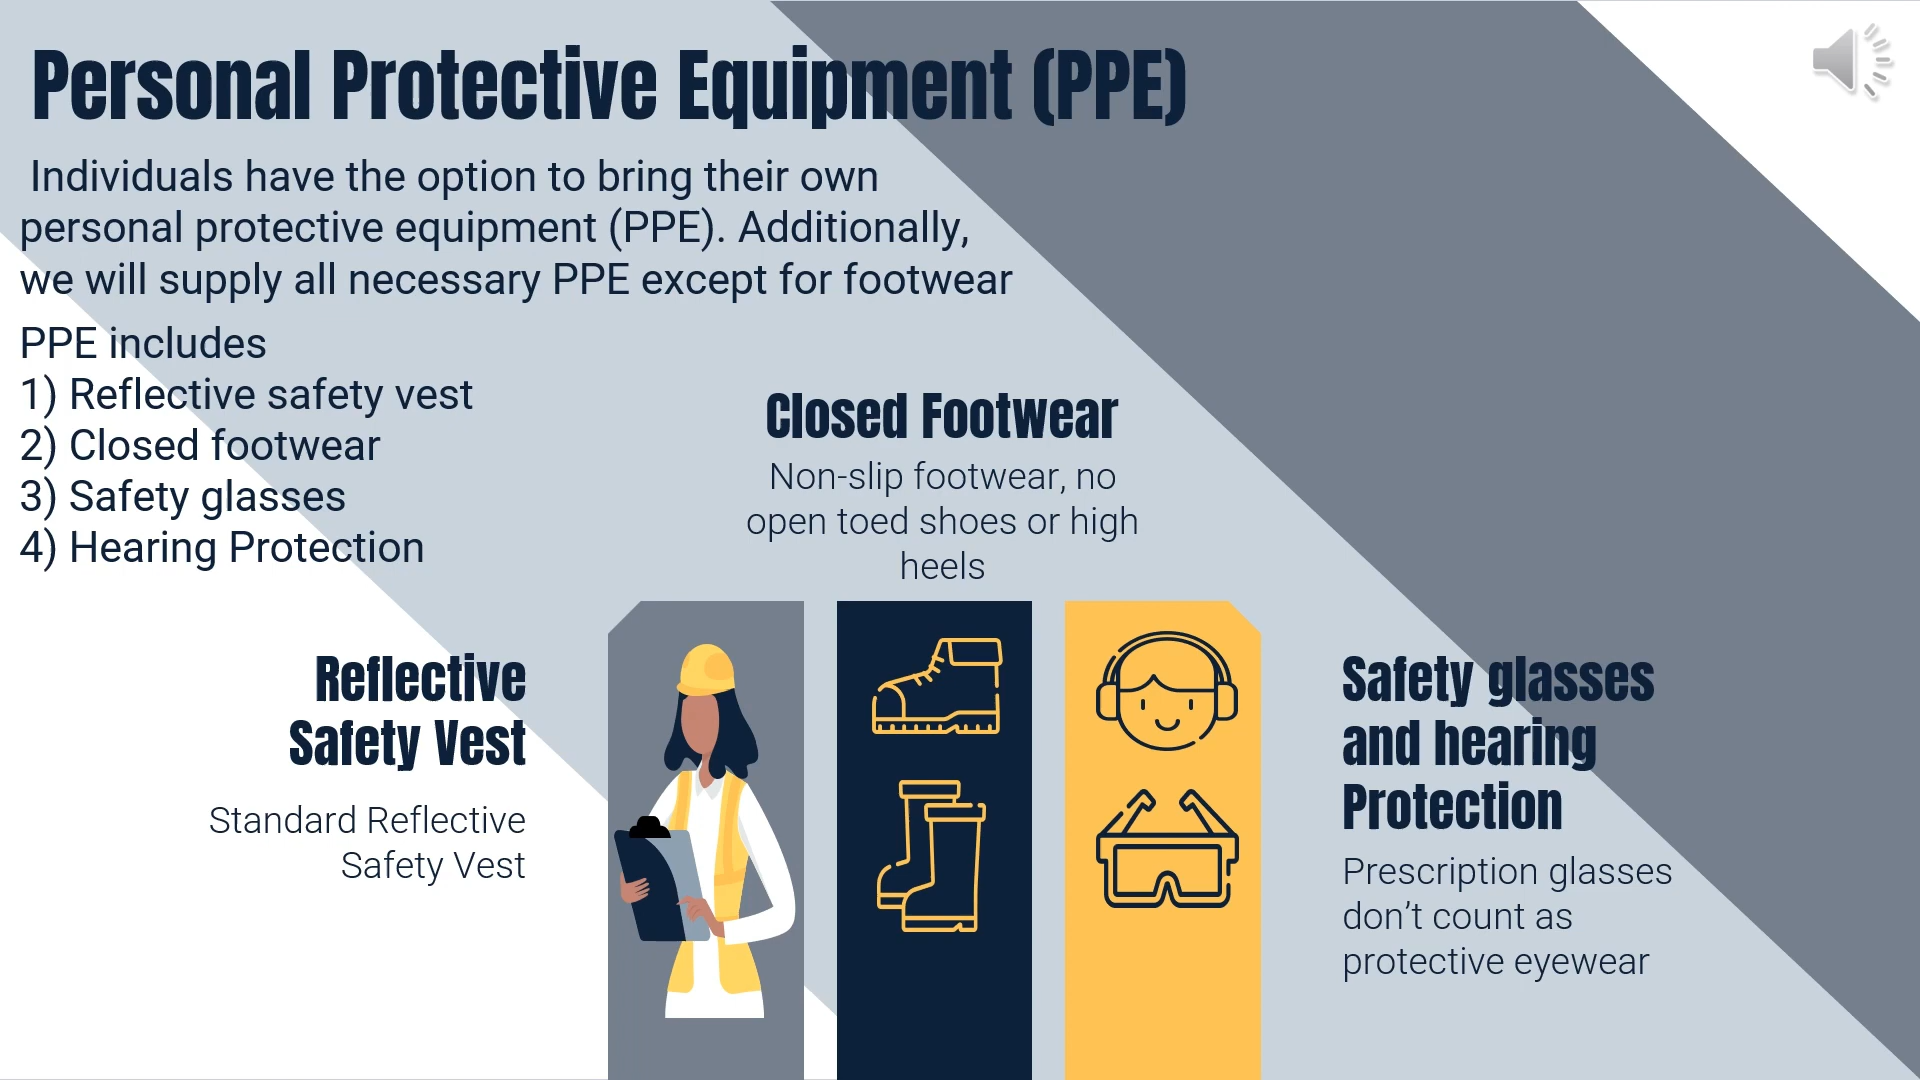 Personal Protective Equipment (PPE)
Individuals have the option to bring their own
personal protective equipment (PPE). Additionally,
we will supply all necessary PPE except for footwear
PPE includes
1) Reflective safety vest
2) Closed footwear
3) Safety glasses
4) Hearing Protection
Closed Footwear
Non-slip footwear, no
open toed shoes or high
heels
Reflective
Safety Vest
Standard Reflective
Safety Vest
Safety glasses
and hearing
Protection
Prescription glasses
don’t count as
protective eyewear